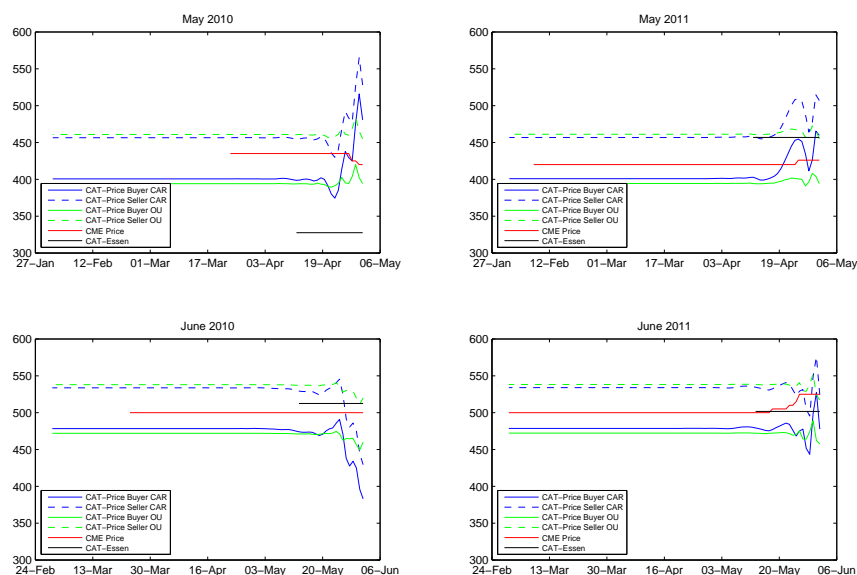 May 2010
600
550
500
450
400
350
300
CAT−Price Buyer CAR
CAT−Price Seller CAR
CAT−Price Buyer OU
CAT−Price Seller OU
CME Price
CAT−Essen
27−Jan 12−Feb 01−Mar 17−Mar 03−Apr 19−Apr 06−May
May 2011
600
550
500
450
400
350
300
CAT−Price Buyer CAR
CAT−Price Seller CAR
CAT−Price Buyer OU
CAT−Price Seller OU
CME Price
CAT−Essen
27−Jan 12−Feb 01−Mar 17−Mar 03−Apr 19−Apr 06−May
June 2010
600
550
500
450
400
350
300
CAT−Price Buyer CAR
CAT−Price Seller CAR
CAT−Price Buyer OU
CAT−Price Seller OU
CME Price
CAT−Essen
24−Feb 13−Mar 30−Mar 16−Apr 03−May 20−May 06−Jun
June 2011
600
550
500
450
400
350
300
CAT−Price Buyer CAR
CAT−Price Seller CAR
CAT−Price Buyer OU
CAT−Price Seller OU
CME Price
CAT−Essen
24−Feb 13−Mar 30−Mar 16−Apr 03−May 20−May 06−Jun